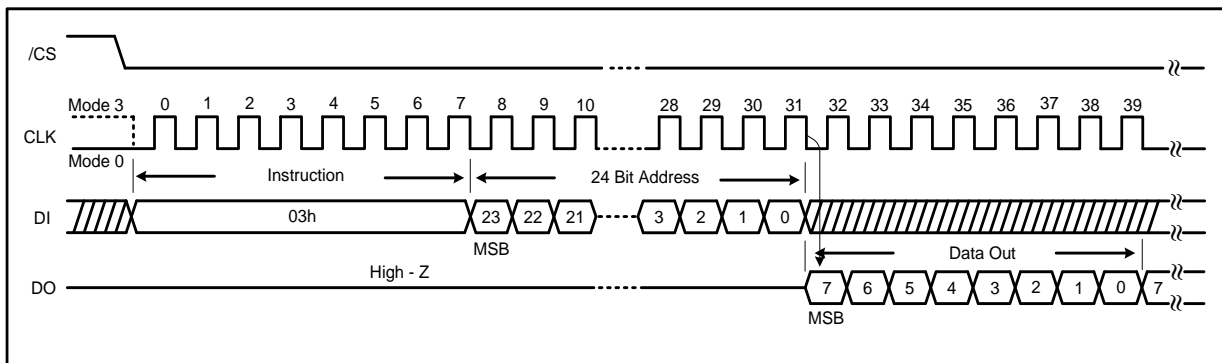 /CS
Mode 3 0 1 2 3 4 5 6 7 8 9 10 28 29 30 31 32 33 34 35 36 37 38 39
CLK
Mode 0
Instruction 24 Bit Address
DI 03h 23 22 21 3 2 1 0
MSB
Data Out
High - Z
DO 7 6 5 4 3 2 1 0 7
MSB